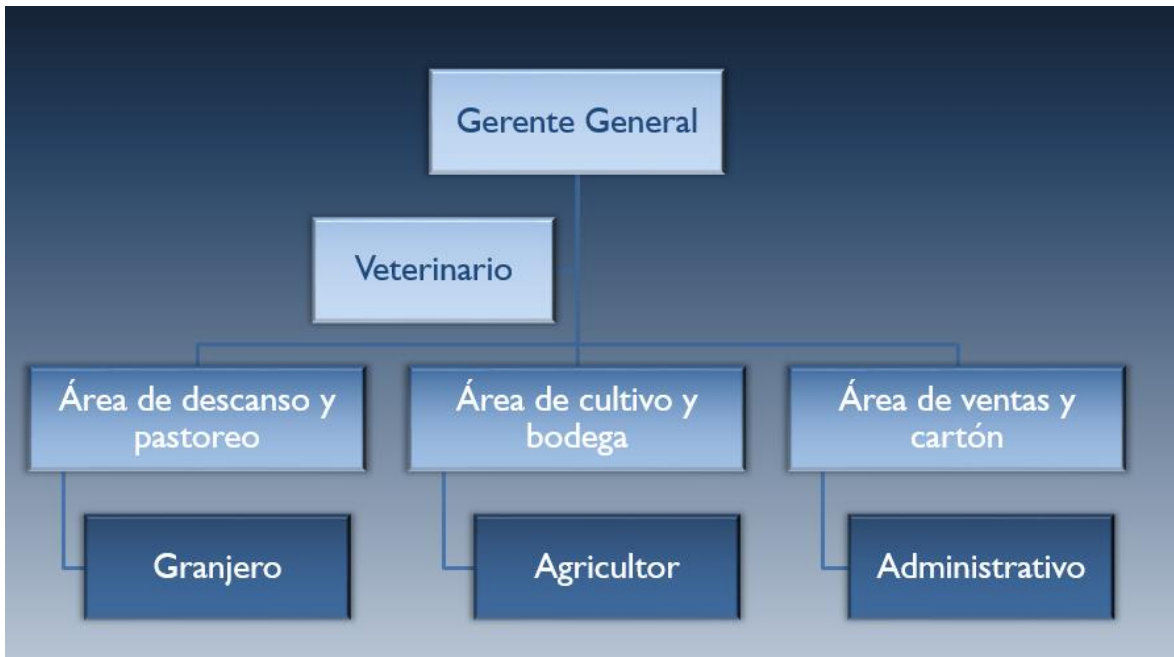 Gerente General
Veterinario
Área de descanso y
pastoreo
Área de cultivo y
bodega
Área de ventas y
cartón
Granjero
Agricultor
Administrativo